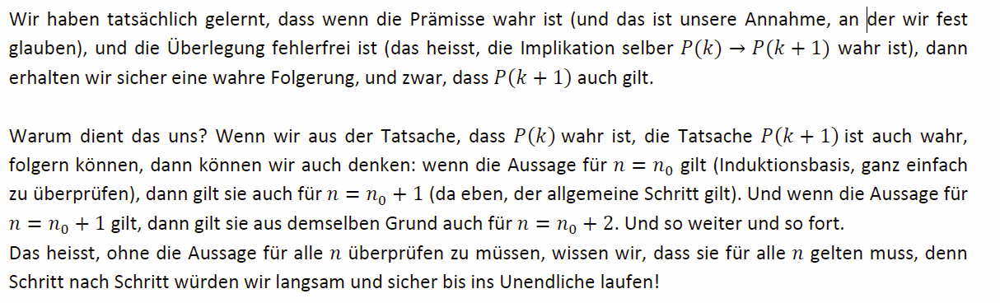 Wir haben tatsächlich gelernt, dass wenn die Prämisse wahr ist (und das ist unsere Annahme, an der wir fest
glauben), und die Überlegung fehlerfrei ist (das heisst, die Implikation selber P(k) → P(k + 1) wahr ist), dann
erhalten wir sicher eine wahre Folgerung, und zwar, dass P(k + 1) auch gilt.
Warum dient das uns? Wenn wir aus der Tatsache, dass P(k) wahr ist, die Tatsache P(k + 1) ist auch wahr,
folgern können, dann können wir auch denken: wenn die Aussage für n = n₀ gilt (Induktionsbasis, ganz einfach
zu überprüfen), dann gilt sie auch für n = n₀ + 1 (da eben, der allgemeine Schritt gilt). Und wenn die Aussage für
n = n₀ + 1 gilt, dann gilt sie aus demselben Grund auch für n = n₀ + 2. Und so weiter und so fort.
Das heisst, ohne die Aussage für alle n überprüfen zu müssen, wissen wir, dass sie für alle n gelten muss, denn
Schritt nach Schritt würden wir langsam und sicher bis ins Unendliche laufen!